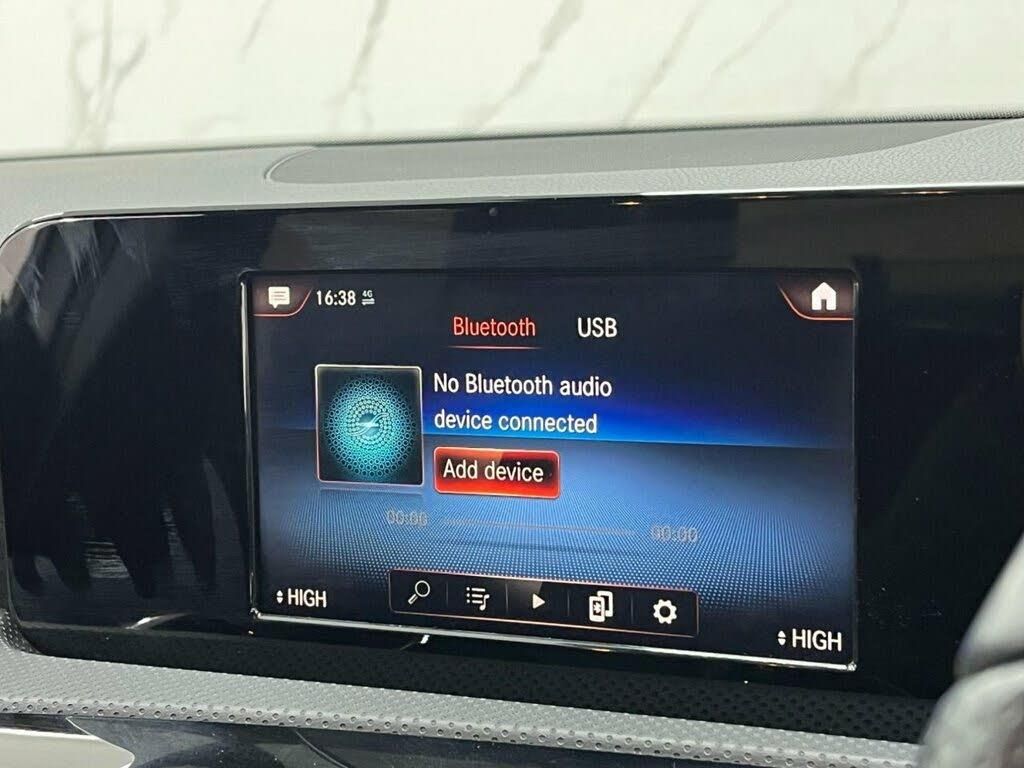 16:38 4G
Bluetooth USB
No Bluetooth audio
device connected
Add device
00:00 00:00
HIGH
HIGH